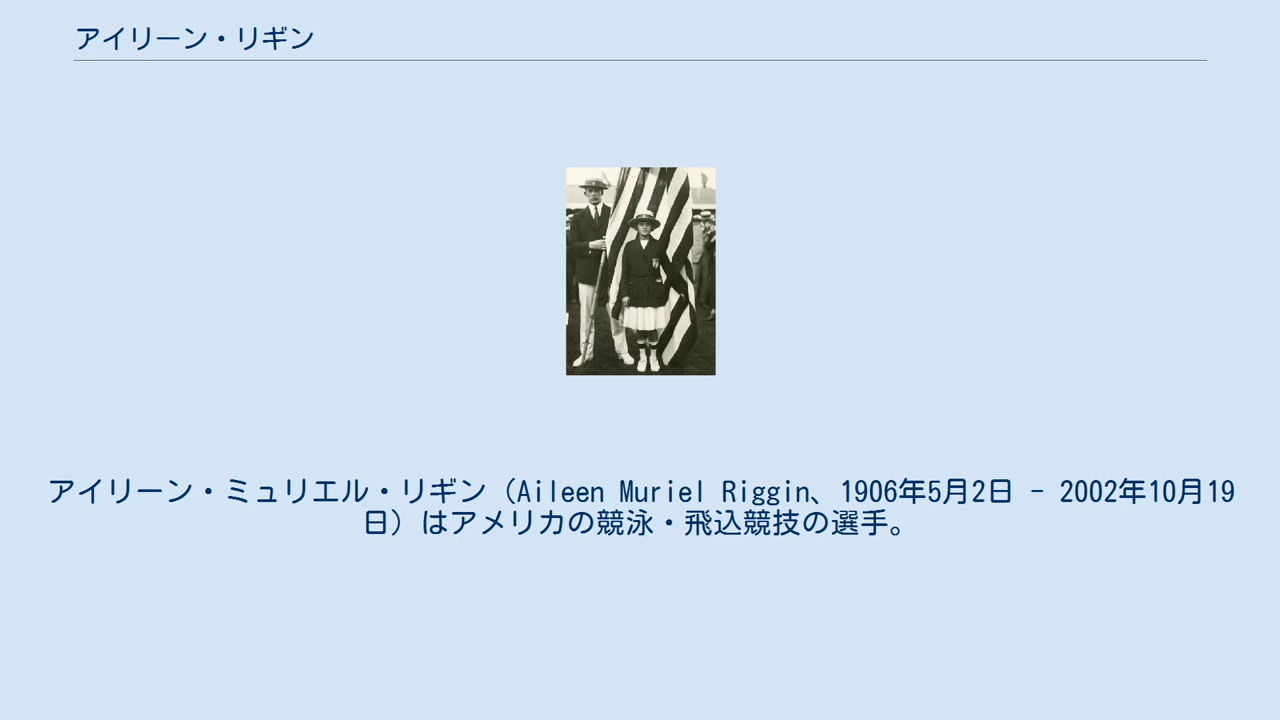 アイリーン・リギン
アイリーン・ミュリエル・リギン（Aileen Muriel Riggin、1906年5月2日 - 2002年10月19
日）はアメリカの競泳・飛込競技の選手。